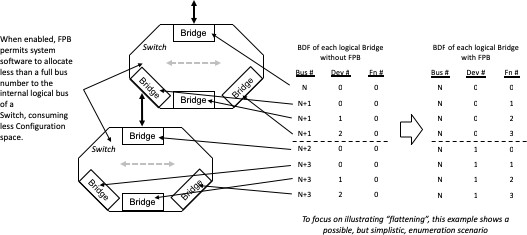 When enabled, FPB
permits system
software to allocate
less than a full bus
number to the
internal logical bus
of a
Switch, consuming
less Configuration
space.
Bridge
Switch
Bridge
Bridge
Bridge
Bridge
Switch
Bridge
Bridge
Bridge
BDF of each logical Bridge
without FPB
Bus # Dev # Fn #
N 0 0
N+1 0 0
N+1 1 0
N+1 2 0
N+2 0 0
N+3 0 0
N+3 1 0
N+3 2 0
BDF of each logical Bridge
with FPB
Bus # Dev # Fn #
N 0 0
N 0 1
N 0 2
N 0 3
N 1 0
N 1 1
N 1 2
N 1 3
To focus on illustrating “flattening”, this example shows a
possible, but simplistic, enumeration scenario